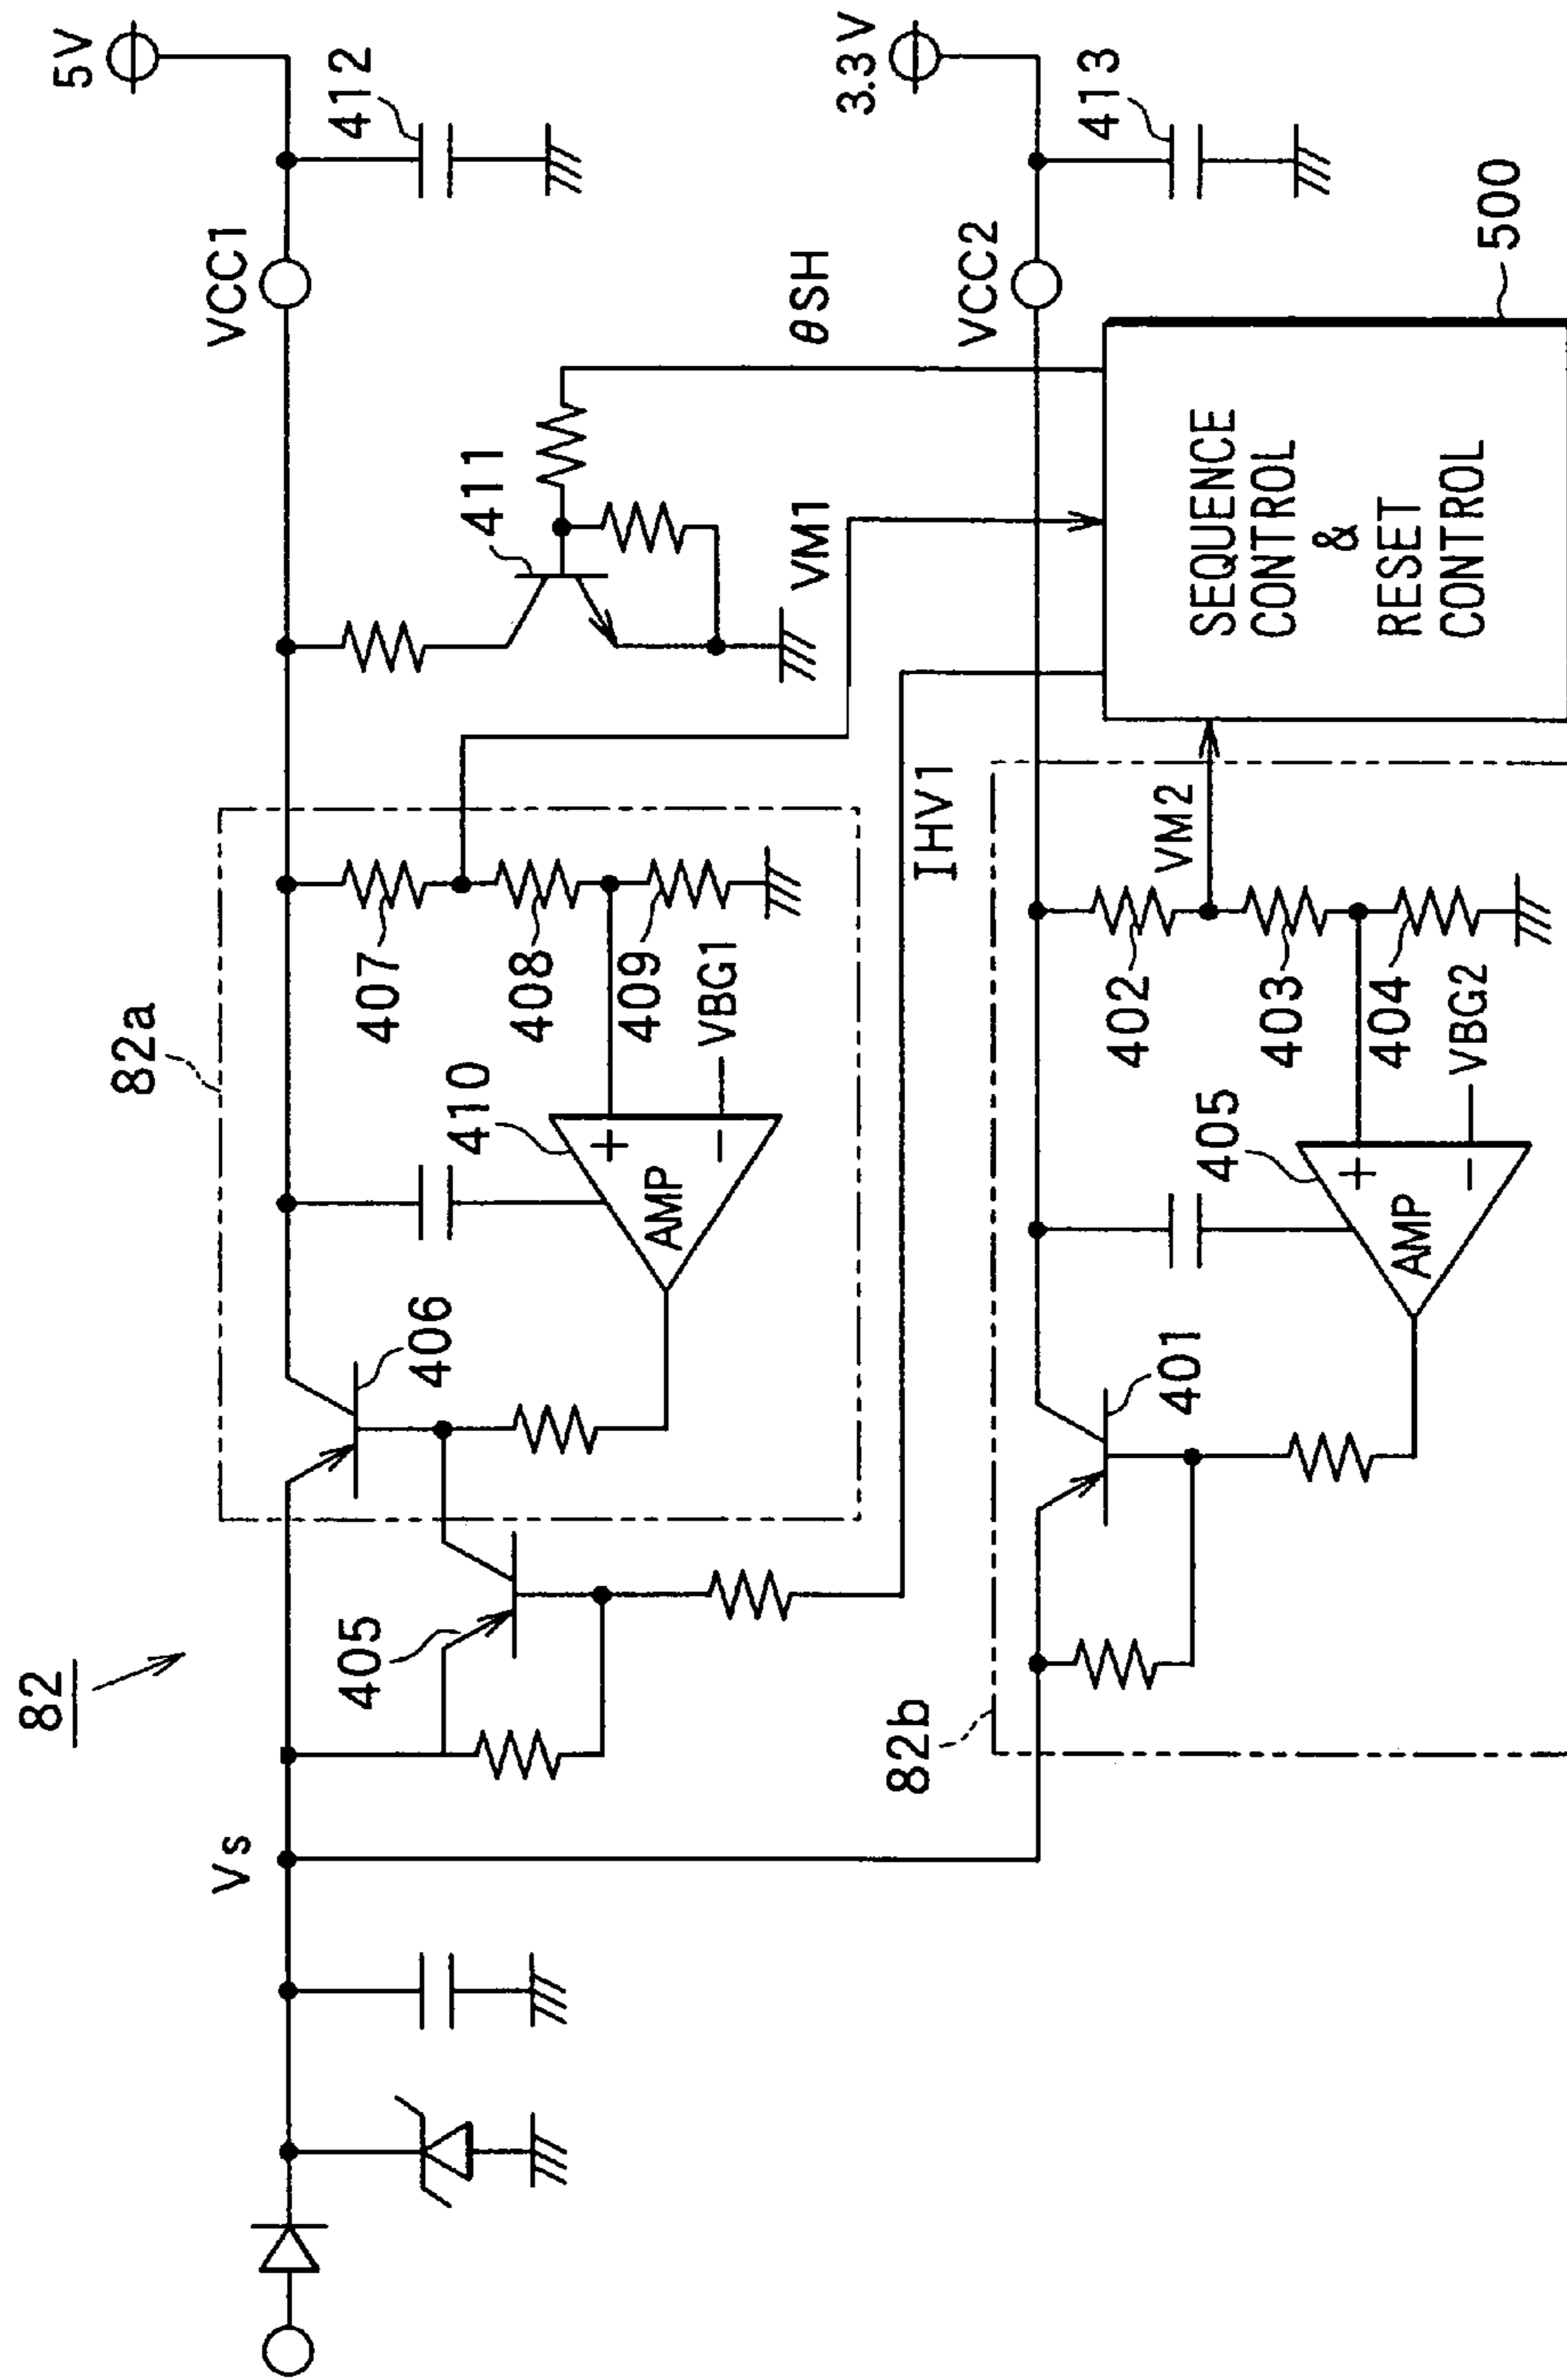 82
82a
5V
VCC1
412
Vs
406
410
407
411
405
408
AMP
+
-
409
VBG1
VM1
θSH
IHV1
3.3V
82b
VCC2
413
VM2
402
401
405
403
AMP
+
-
404
VBG2
SEQUENCE
CONTROL
&
RESET
CONTROL
500